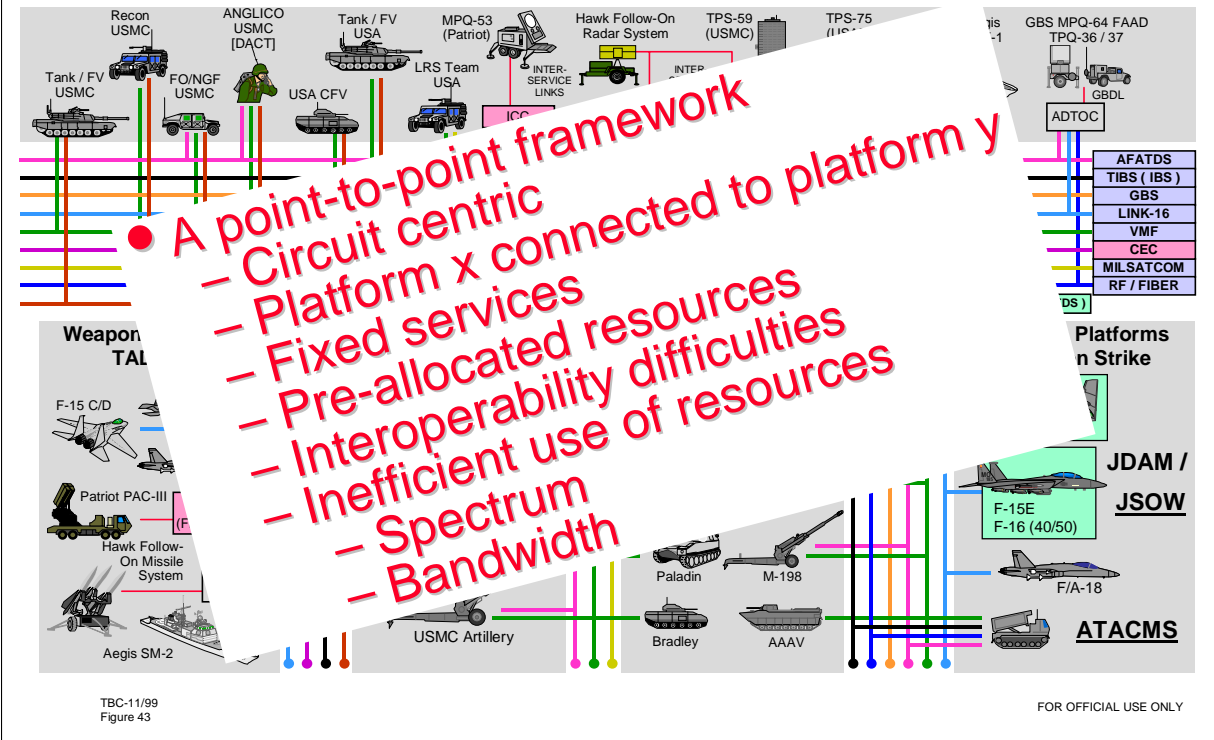 Recon
USMC
ANGLICO
USMC
[DACT]
Tank / FV
USA
MPQ-53
(Patriot)
Hawk Follow-On
Radar System
TPS-59
(USMC)
TPS-75
GBS MPQ-64 FAAD
TPQ-36 / 37
Tank / FV
USMC
FO/NGF
USMC
USA CFV
LRS Team
USA
INTER-
SERVICE
LINKS
INTER
ICC
GBDL
ADTOC
AFATDS
TIBS ( IBS )
GBS
LINK-16
VMF
CEC
MILSATCOM
RF / FIBER
• A point-to-point framework
– Circuit centric
– Platform x connected to platform y
– Fixed services
– Pre-allocated resources
– Interoperability difficulties
– Inefficient use of resources
– Spectrum
– Bandwidth
Weapon
Platforms
Strike
F-15 C/D
Patriot PAC-III
Hawk Follow-
On Missile
System
Aegis SM-2
USMC Artillery
Paladin
M-198
Bradley
AAAV
JDAM /
JSOW
F-15E
F-16 (40/50)
F/A-18
ATACMS
TBC-11/99
Figure 43
FOR OFFICIAL USE ONLY